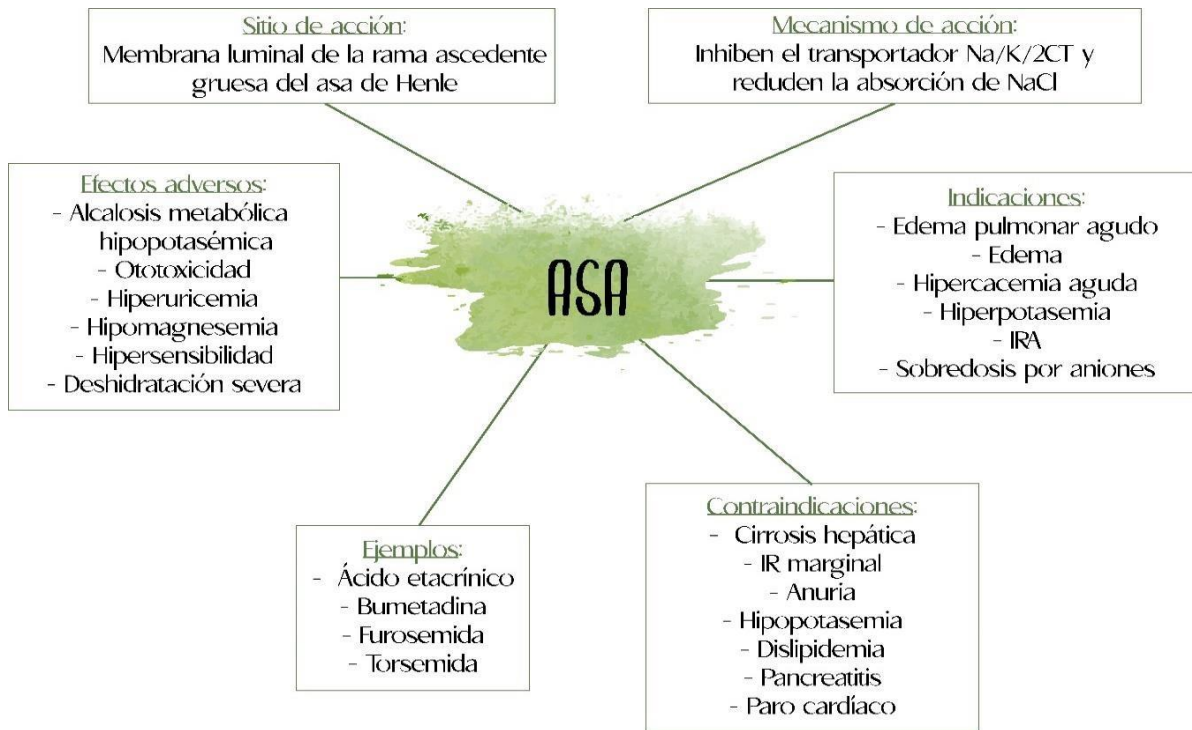 Sitio de acción:
Membrana luminal de la rama ascedente
gruesa del asa de Henle
Mecanismo de acción:
Inhiben el transportador Na/K/2CT y
reduden la absorción de NaCl
Efectos adversos:
- Alcalosis metabólica
hipopotasémica
- Ototoxicidad
- Hiperuricemia
- Hipomagnesemia
- Hipersensibilidad
- Deshidratación severa
ASA
Indicaciones:
- Edema pulmonar agudo
- Edema
- Hipercacemia aguda
- Hiperpotasemia
- IRA
- Sobredosis por aniones
Ejemplos:
- Ácido etacrínico
- Bumetadina
- Furosemida
- Torsemida
Contraindicaciones:
- Cirrosis hepática
- IR marginal
- Anuria
- Hipopotasemia
- Dislipidemia
- Pancreatitis
- Paro cardíaco